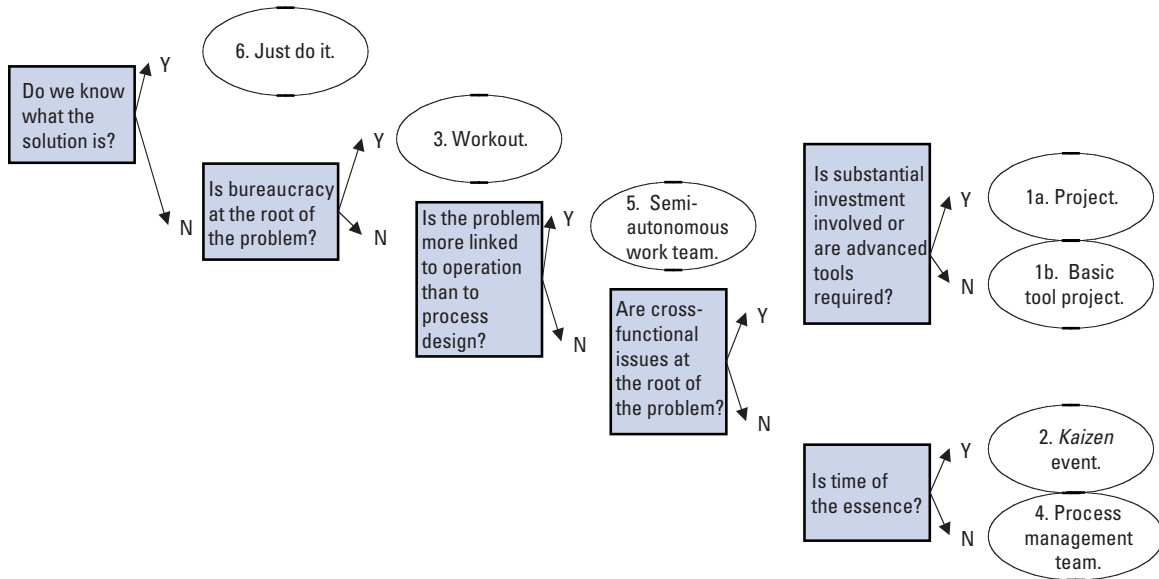 6. Just do it.
Y
Do we know
what the
solution is?
N
3. Workout.
Y
Is bureaucracy
at the root of
the problem?
N
5. Semi-
autonomous
work team.
Y
Is the problem
more linked
to operation
than to
process
design?
N
Are cross-
functional
issues at
the root of
the problem?
Y
N
Is substantial
investment
involved or
are advanced
tools
required?
Y
1a. Project.
N
1b. Basic
tool project.
Is time of
the essence?
Y
2. Kaizen
event.
N
4. Process
management
team.